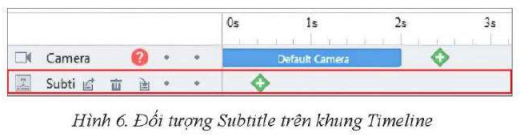 0s 1s 2s 3s
Camera ? Default Camera
Subti
Hình 6. Đối tượng Subtitle trên khung Timeline